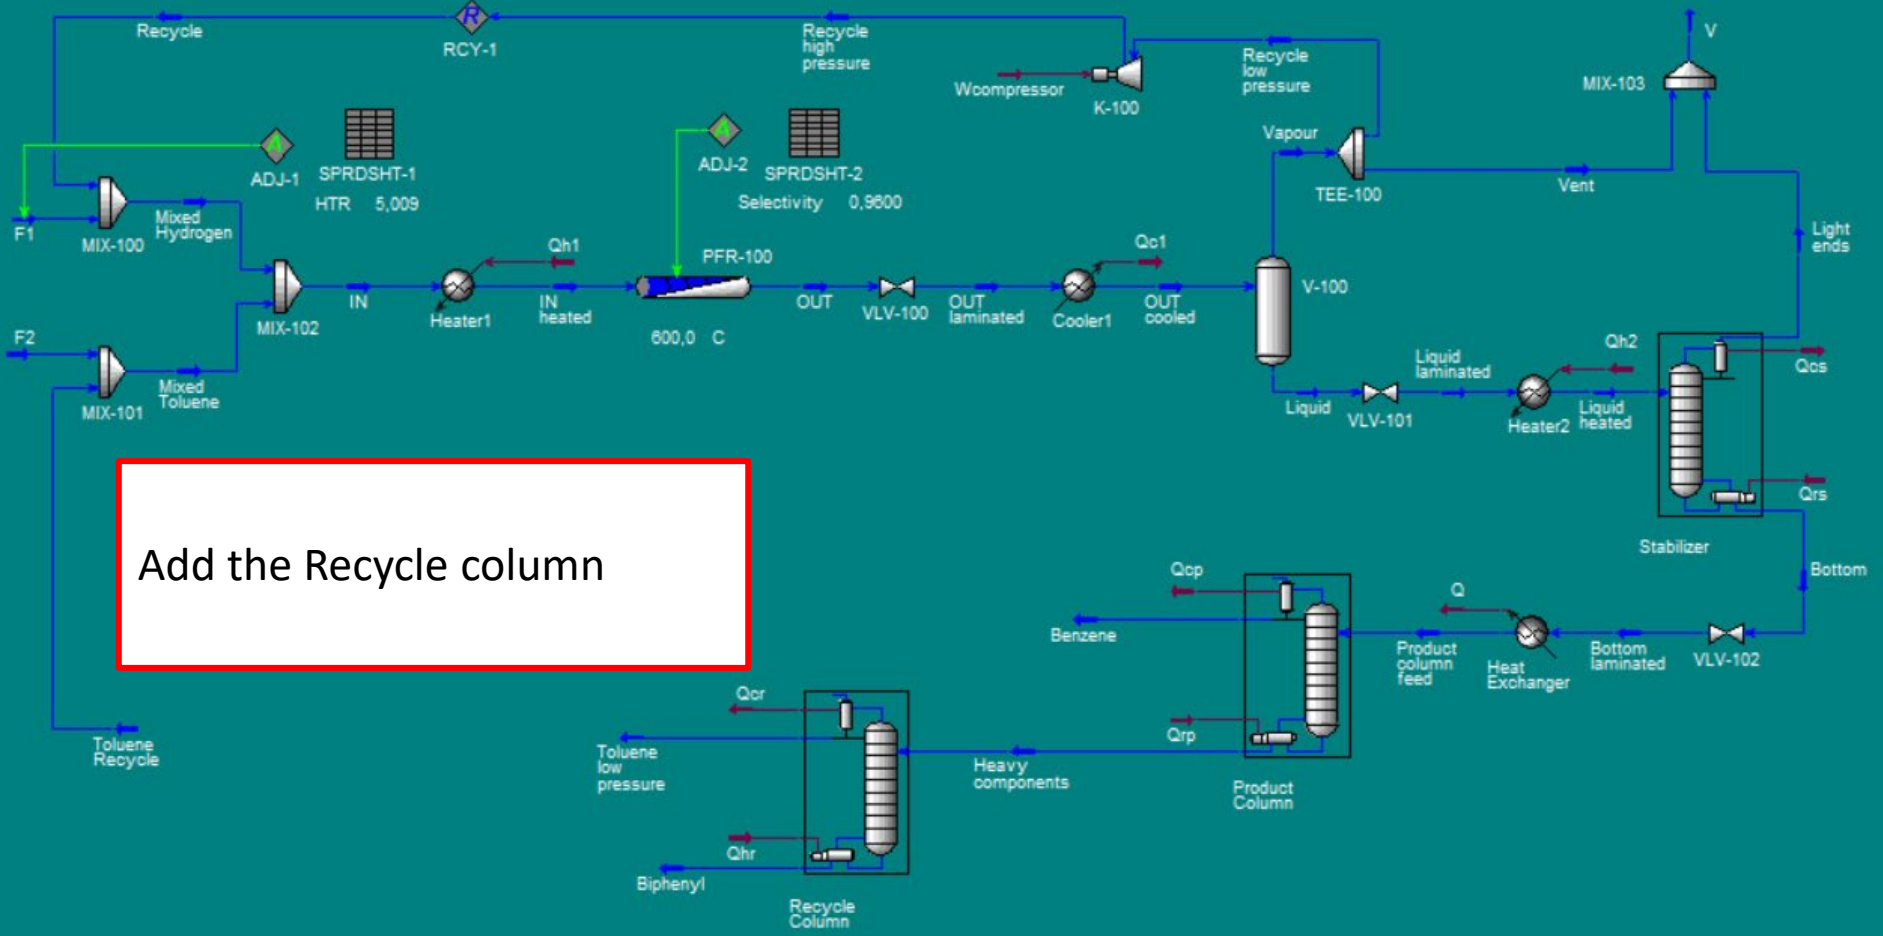 Recycle
RCY-1
Recycle
high
pressure
Recycle
low
pressure
V
MIX-103
Wcompressor
K-100
Vapour
TEE-100
Vent
ADJ-1
SPRDSHT-1
HTR 5,009
ADJ-2
SPRDSHT-2
Selectivity 0,9600
F1
MIX-100
Mixed
Hydrogen
Qh1
PFR-100
Qc1
V-100
Light
ends
MIX-102
IN
Heater1
IN
heated
600,0 C
OUT
VLV-100
OUT
laminated
Cooler1
OUT
cooled
F2
MIX-101
Mixed
Toluene
Liquid
VLV-101
Liquid
laminated
Qh2
Heater2
Liquid
heated
Qcs
Qrs
Stabilizer
Bottom
Add the Recycle column
Qcp
Benzene
Qrp
Product
column
feed
Q
Heat
Exchanger
Bottom
laminated
VLV-102
Toluene
Recycle
Qcr
Toluene
low
pressure
Heavy
components
Product
Column
Qhr
Biphenyl
Recycle
Column
R
A
A